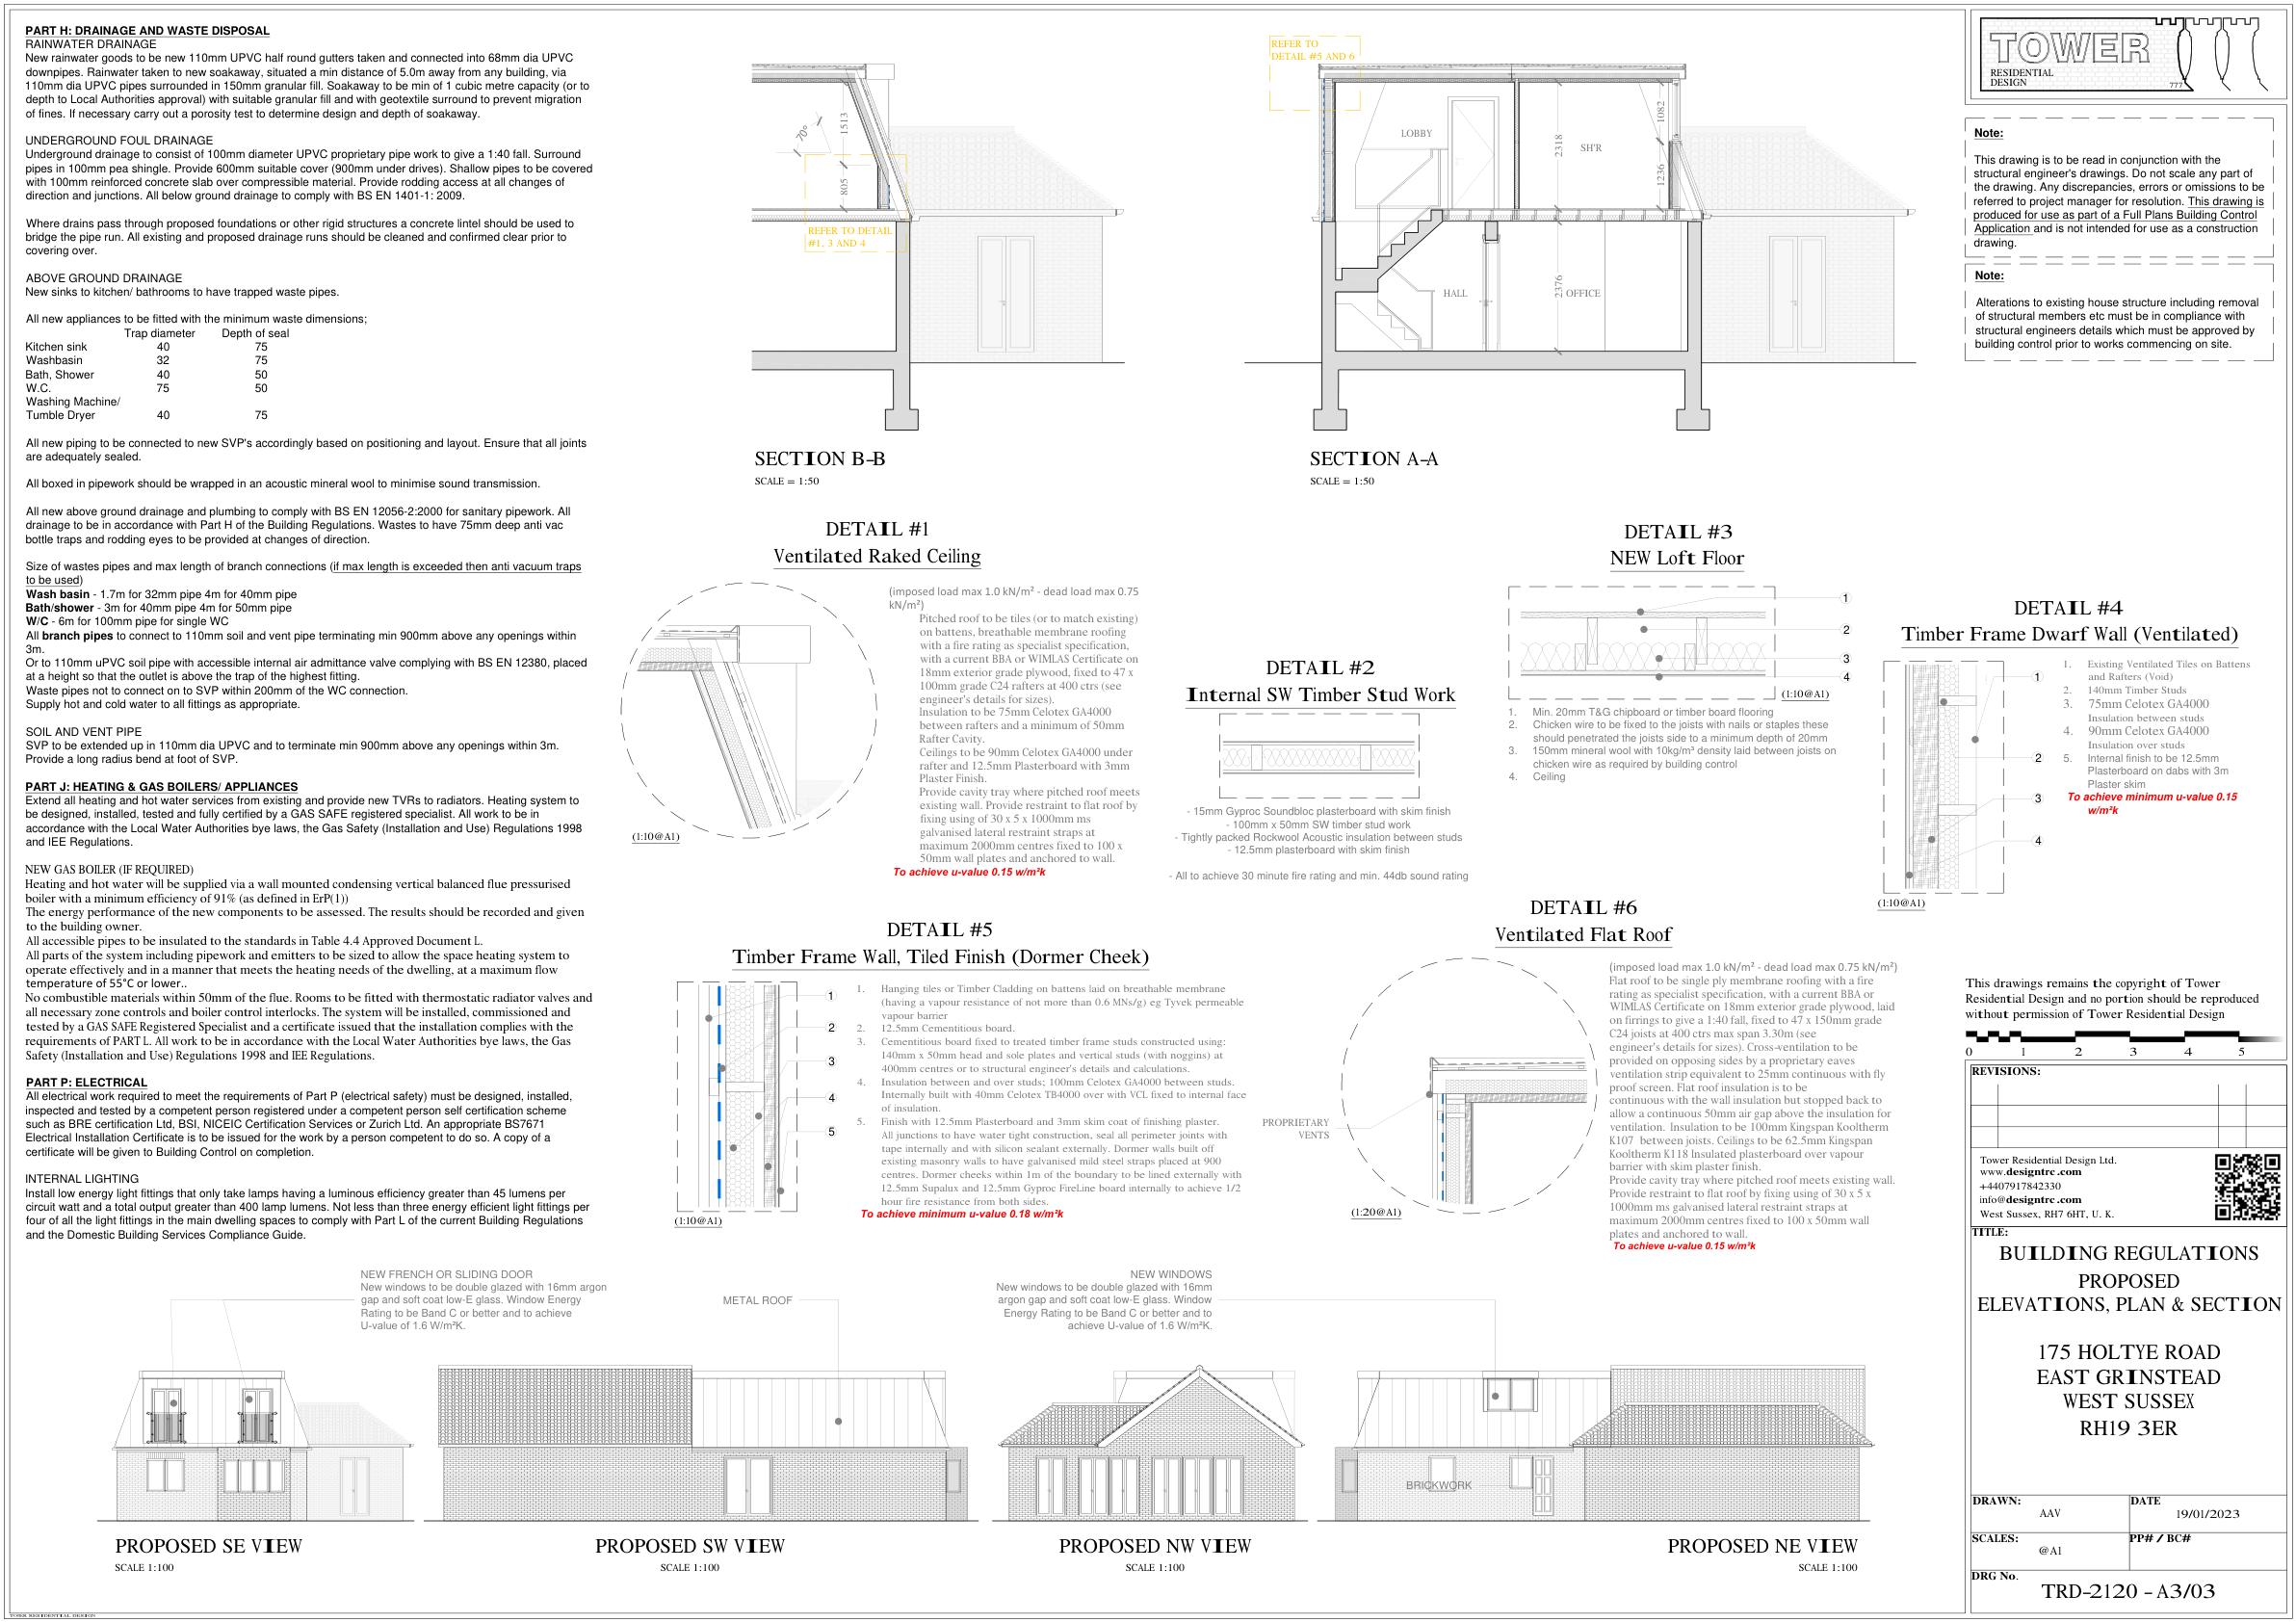 PART H: DRAINAGE AND WASTE DISPOSAL
RAINWATER DRAINAGE
New rainwater goods to be new 110mm UPVC half round gutters taken and connected into 68mm dia UPVC
downpipes. Rainwater taken to new soakaway, situated a min distance of 5.0m away from any building, via
110mm dia UPVC pipes surrounded in 150mm granular fill. Soakaway to be min of 1 cubic metre capacity (or to
depth to Local Authorities approval) with suitable granular fill and with geotextile surround to prevent migration
of fines. If necessary carry out a porosity test to determine design and depth of soakaway.
UNDERGROUND FOUL DRAINAGE
Underground drainage to consist of 100mm diameter UPVC proprietary pipe work to give a 1:40 fall. Surround
pipes in 100mm pea shingle. Provide 600mm suitable cover (900mm under drives). Shallow pipes to be covered
with 100mm reinforced concrete slab over compressible material. Provide rodding access at all changes of
direction and junctions. All below ground drainage to comply with BS EN 1401-1: 2009.
Where drains pass through proposed foundations or other rigid structures a concrete lintel should be used to
bridge the pipe run. All existing and proposed drainage runs should be cleaned and confirmed clear prior to
covering over.
ABOVE GROUND DRAINAGE
New sinks to kitchen/ bathrooms to have trapped waste pipes.
All new appliances to be fitted with the minimum waste dimensions;
Trap diameter Depth of seal
Kitchen sink 40 75
Washbasin 32 75
Bath, Shower 40 50
W.C. 75 50
Washing Machine/
Tumble Dryer 40 75
All new piping to be connected to new SVP's accordingly based on positioning and layout. Ensure that all joints
are adequately sealed.
All boxed in pipework should be wrapped in an acoustic mineral wool to minimise sound transmission.
All new above ground drainage and plumbing to comply with BS EN 12056-2:2000 for sanitary pipework. All
drainage to be in accordance with Part H of the Building Regulations. Wastes to have 75mm deep anti vac
bottle traps and rodding eyes to be provided at changes of direction.
Size of wastes pipes and max length of branch connections (if max length is exceeded then anti vacuum traps
to be used)
Wash basin - 1.7m for 32mm pipe 4m for 40mm pipe
Bath/shower - 3m for 40mm pipe 4m for 50mm pipe
W/C - 6m for 100mm pipe for single WC
All branch pipes to connect to 110mm soil and vent pipe terminating min 900mm above any openings within
3m.
Or to 110mm uPVC soil pipe with accessible internal air admittance valve complying with BS EN 12380, placed
at a height so that the outlet is above the trap of the highest fitting.
Waste pipes not to connect on to SVP within 200mm of the WC connection.
Supply hot and cold water to all fittings as appropriate.
SOIL AND VENT PIPE
SVP to be extended up in 110mm dia UPVC and to terminate min 900mm above any openings within 3m.
Provide a long radius bend at foot of SVP.
PART J: HEATING & GAS BOILERS/ APPLIANCES
Extend all heating and hot water services from existing and provide new TVRs to radiators. Heating system to
be designed, installed, tested and fully certified by a GAS SAFE registered specialist. All work to be in
accordance with the Local Water Authorities bye laws, the Gas Safety (Installation and Use) Regulations 1998
and IEE Regulations.
NEW GAS BOILER (IF REQUIRED)
Heating and hot water will be supplied via a wall mounted condensing vertical balanced flue pressurised
boiler with a minimum efficiency of 91% (as defined in ErP(1))
The energy performance of the new components to be assessed. The results should be recorded and given
to the building owner.
All accessible pipes to be insulated to the standards in Table 4.4 Approved Document L.
All parts of the system including pipework and emitters to be sized to allow the space heating system to
operate effectively and in a manner that meets the heating needs of the dwelling, at a maximum flow
temperature of 55°C or lower..
No combustible materials within 50mm of the flue. Rooms to be fitted with thermostatic radiator valves and
all necessary zone controls and boiler control interlocks. The system will be installed, commissioned and
tested by a GAS SAFE Registered Specialist and a certificate issued that the installation complies with the
requirements of PART L. All work to be in accordance with the Local Water Authorities bye laws, the Gas
Safety (Installation and Use) Regulations 1998 and IEE Regulations.
PART P: ELECTRICAL
All electrical work required to meet the requirements of Part P (electrical safety) must be designed, installed,
inspected and tested by a competent person registered under a competent person self certification scheme
such as BRE certification Ltd, BSI, NICEIC Certification Services or Zurich Ltd. An appropriate BS7671
Electrical Installation Certificate is to be issued for the work by a person competent to do so. A copy of a
certificate will be given to Building Control on completion.
INTERNAL LIGHTING
Install low energy light fittings that only take lamps having a luminous efficiency greater than 45 lumens per
circuit watt and a total output greater than 400 lamp lumens. Not less than three energy efficient light fittings per
four of all the light fittings in the main dwelling spaces to comply with Part L of the current Building Regulations
and the Domestic Building Services Compliance Guide.
70°
1513
805
REFER TO DETAIL
#1, 3 AND 4
SECTION B-B
SCALE = 1:50
REFER TO
DETAIL #5 AND 6
LOBBY
2318
SH'R
1082
1236
HALL
2376
OFFICE
SECTION A-A
SCALE = 1:50
DETAIL #1
Ventilated Raked Ceiling
(1:10@A1)
(imposed load max 1.0 kN/m² - dead load max 0.75
kN/m²)
Pitched roof to be tiles (or to match existing)
on battens, breathable membrane roofing
with a fire rating as specialist specification,
with a current BBA or WIMLAS Certificate on
18mm exterior grade plywood, fixed to 47 x
100mm grade C24 rafters at 400 ctrs (see
engineer's details for sizes).
Insulation to be 75mm Celotex GA4000
between rafters and a minimum of 50mm
Rafter Cavity.
Ceilings to be 90mm Celotex GA4000 under
rafter and 12.5mm Plasterboard with 3mm
Plaster Finish.
Provide cavity tray where pitched roof meets
existing wall. Provide restraint to flat roof by
fixing using of 30 x 5 x 1000mm ms
galvanised lateral restraint straps at
maximum 2000mm centres fixed to 100 x
50mm wall plates and anchored to wall.
To achieve u-value 0.15 w/m²k
DETAIL #2
Internal SW Timber Stud Work
- 15mm Gyproc Soundbloc plasterboard with skim finish
- 100mm x 50mm SW timber stud work
- Tightly packed Rockwool Acoustic insulation between studs
- 12.5mm plasterboard with skim finish
- All to achieve 30 minute fire rating and min. 44db sound rating
DETAIL #3
NEW Loft Floor
1
2
3
4
(1:10@A1)
1. Min. 20mm T&G chipboard or timber board flooring
2. Chicken wire to be fixed to the joists with nails or staples these
should penetrated the joists side to a minimum depth of 20mm
3. 150mm mineral wool with 10kg/m³ density laid between joists on
chicken wire as required by building control
4. Ceiling
DETAIL #4
Timber Frame Dwarf Wall (Ventilated)
1
2
3
4
(1:10@A1)
1. Existing Ventilated Tiles on Battens
and Rafters (Void)
2. 140mm Timber Studs
3. 75mm Celotex GA4000
Insulation between studs
4. 90mm Celotex GA4000
Insulation over studs
5. Internal finish to be 12.5mm
Plasterboard on dabs with 3m
Plaster skim
To achieve minimum u-value 0.15
w/m²k
DETAIL #5
Timber Frame Wall, Tiled Finish (Dormer Cheek)
1
2
3
4
5
(1:10@A1)
1. Hanging tiles or Timber Cladding on battens laid on breathable membrane
(having a vapour resistance of not more than 0.6 MNs/g) eg Tyvek permeable
vapour barrier
2. 12.5mm Cementitious board.
3. Cementitious board fixed to treated timber frame studs constructed using:
140mm x 50mm head and sole plates and vertical studs (with noggins) at
400mm centres or to structural engineer's details and calculations.
4. Insulation between and over studs; 100mm Celotex GA4000 between studs.
Internally built with 40mm Celotex TB4000 over with VCL fixed to internal face
of insulation.
5. Finish with 12.5mm Plasterboard and 3mm skim coat of finishing plaster.
All junctions to have water tight construction, seal all perimeter joints with
tape internally and with silicon sealant externally. Dormer walls built off
existing masonry walls to have galvanised mild steel straps placed at 900
centres. Dormer cheeks within 1m of the boundary to be lined externally with
12.5mm Supalux and 12.5mm Gyproc FireLine board internally to achieve 1/2
hour fire resistance from both sides.
To achieve minimum u-value 0.18 w/m²k
DETAIL #6
Ventilated Flat Roof
PROPRIETARY
VENTS
(1:20@A1)
(imposed load max 1.0 kN/m² - dead load max 0.75 kN/m²)
Flat roof to be single ply membrane roofing with a fire
rating as specialist specification, with a current BBA or
WIMLAS Certificate on 18mm exterior grade plywood, laid
on firrings to give a 1:40 fall, fixed to 47 x 150mm grade
C24 joists at 400 ctrs max span 3.30m (see
engineer's details for sizes). Cross-ventilation to be
provided on opposing sides by a proprietary eaves
ventilation strip equivalent to 25mm continuous with fly
proof screen. Flat roof insulation is to be
continuous with the wall insulation but stopped back to
allow a continuous 50mm air gap above the insulation for
ventilation. Insulation to be 100mm Kingspan Kooltherm
K107 between joists. Ceilings to be 62.5mm Kingspan
Kooltherm K118 Insulated plasterboard over vapour
barrier with skim plaster finish.
Provide cavity tray where pitched roof meets existing wall.
Provide restraint to flat roof by fixing using of 30 x 5 x
1000mm ms galvanised lateral restraint straps at
maximum 2000mm centres fixed to 100 x 50mm wall
plates and anchored to wall.
To achieve u-value 0.15 w/m²k
NEW FRENCH OR SLIDING DOOR
New windows to be double glazed with 16mm argon
gap and soft coat low-E glass. Window Energy
Rating to be Band C or better and to achieve
U-value of 1.6 W/m²K.
METAL ROOF
NEW WINDOWS
New windows to be double glazed with 16mm
argon gap and soft coat low-E glass. Window
Energy Rating to be Band C or better and to
achieve U-value of 1.6 W/m²K.
BRICKWORK
PROPOSED SE VIEW
SCALE 1:100
PROPOSED SW VIEW
SCALE 1:100
PROPOSED NW VIEW
SCALE 1:100
PROPOSED NE VIEW
SCALE 1:100
TOWER RESIDENTIAL DESIGN
TOWER
RESIDENTIAL
DESIGN
777
Note:
This drawing is to be read in conjunction with the
structural engineer's drawings. Do not scale any part of
the drawing. Any discrepancies, errors or omissions to be
referred to project manager for resolution. This drawing is
produced for use as part of a Full Plans Building Control
Application and is not intended for use as a construction
drawing.
Note:
Alterations to existing house structure including removal
of structural members etc must be in compliance with
structural engineers details which must be approved by
building control prior to works commencing on site.
This drawings remains the copyright of Tower
Residential Design and no portion should be reproduced
without permission of Tower Residential Design
0 1 2 3 4 5
REVISIONS:
Tower Residential Design Ltd.
www.designtrc.com
+4407917842330
info@designtrc.com
West Sussex, RH7 6HT, U. K.
TITLE:
BUILDING REGULATIONS
PROPOSED
ELEVATIONS, PLAN & SECTION
175 HOLTYE ROAD
EAST GRINSTEAD
WEST SUSSEX
RH19 3ER
DRAWN:
AAV
DATE
19/01/2023
SCALES:
@A1
PP# / BC#
DRG No.
TRD-2120 - A3/03